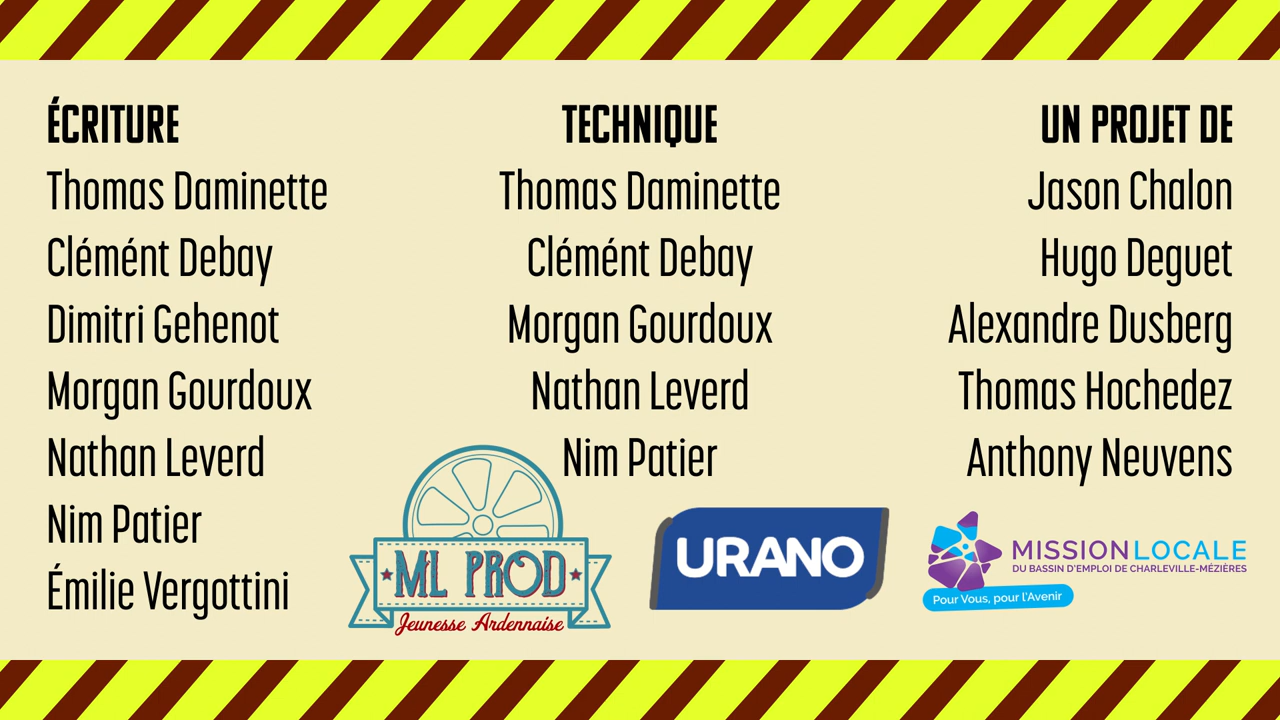 ÉCRITURE
Thomas Daminette
Clémént Debay
Dimitri Gehenot
Morgan Gourdoux
Nathan Leverd
Nim Patier
Émilie Vergottini
TECHNIQUE
Thomas Daminette
Clémént Debay
Morgan Gourdoux
Nathan Leverd
Nim Patier
UN PROJET DE
Jason Chalon
Hugo Deguet
Alexandre Dusberg
Thomas Hochedez
Anthony Neuvens
ML PROD
Jeunesse Ardennaise
URANO
MISSION LOCALE
DU BASSIN D'EMPLOI DE CHARLEVILLE-MÉZIÈRES
Pour Vous, pour l'Avenir